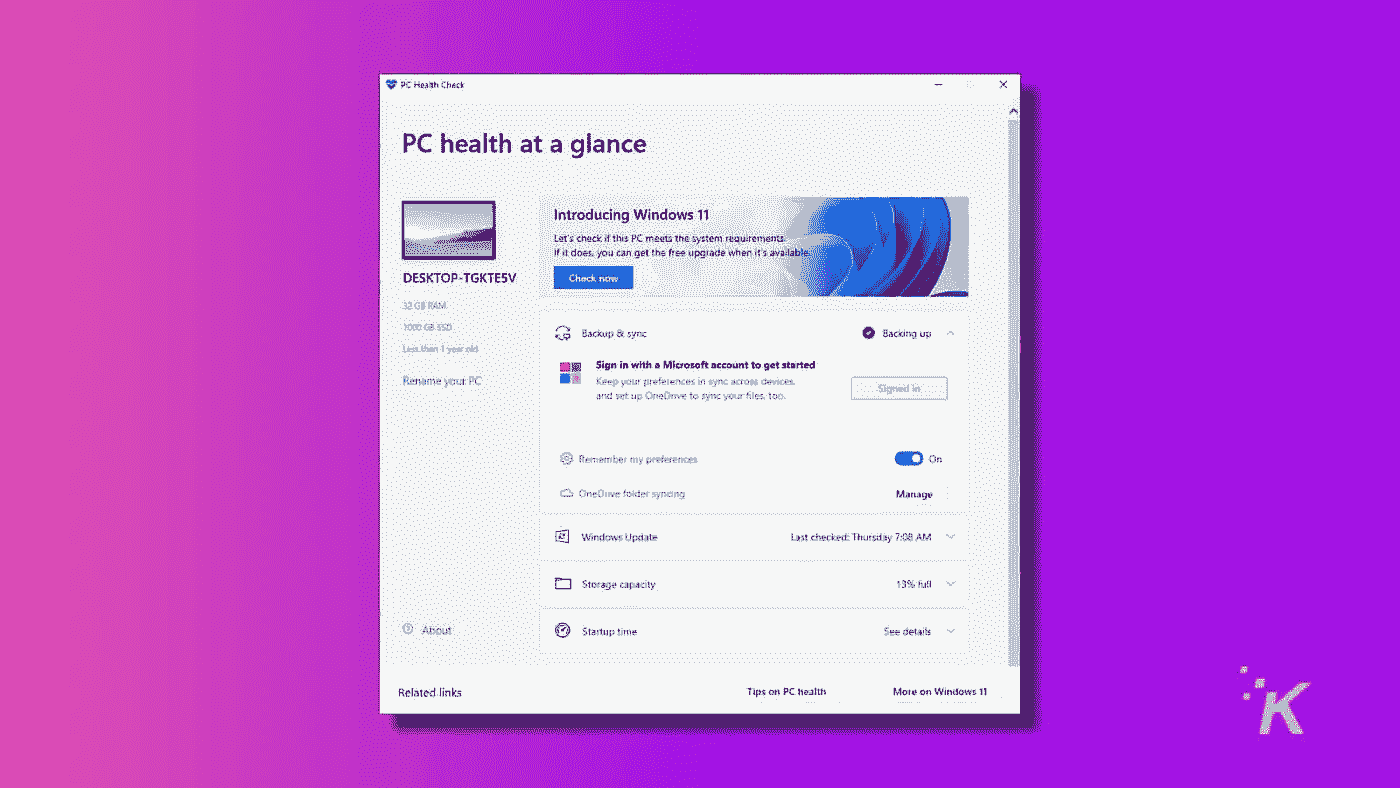 PC Health Check
PC health at a glance
DESKTOP-TGKTE5V
32 GB RAM
1000 GB SSD
Less then 1 year old
Rename your PC
About
Introducing Windows 11
Let's check if this PC meets the system requirements.
If it does, you can get the free upgrade when it's available.
Check now
Backup & sync
Backing up
Sign in with a Microsoft account to get started
Keep your preferences in sync across devices,
and set up OneDrive to sync your files, too.
Signed in
Remember my preferences
On
OneDrive folder syncing
Manage
Windows Update
Last checked: Thursday 7:08 AM
Storage capacity
13% full
Startup time
See details
Related links
Tips on PC health
More on Windows 11
K